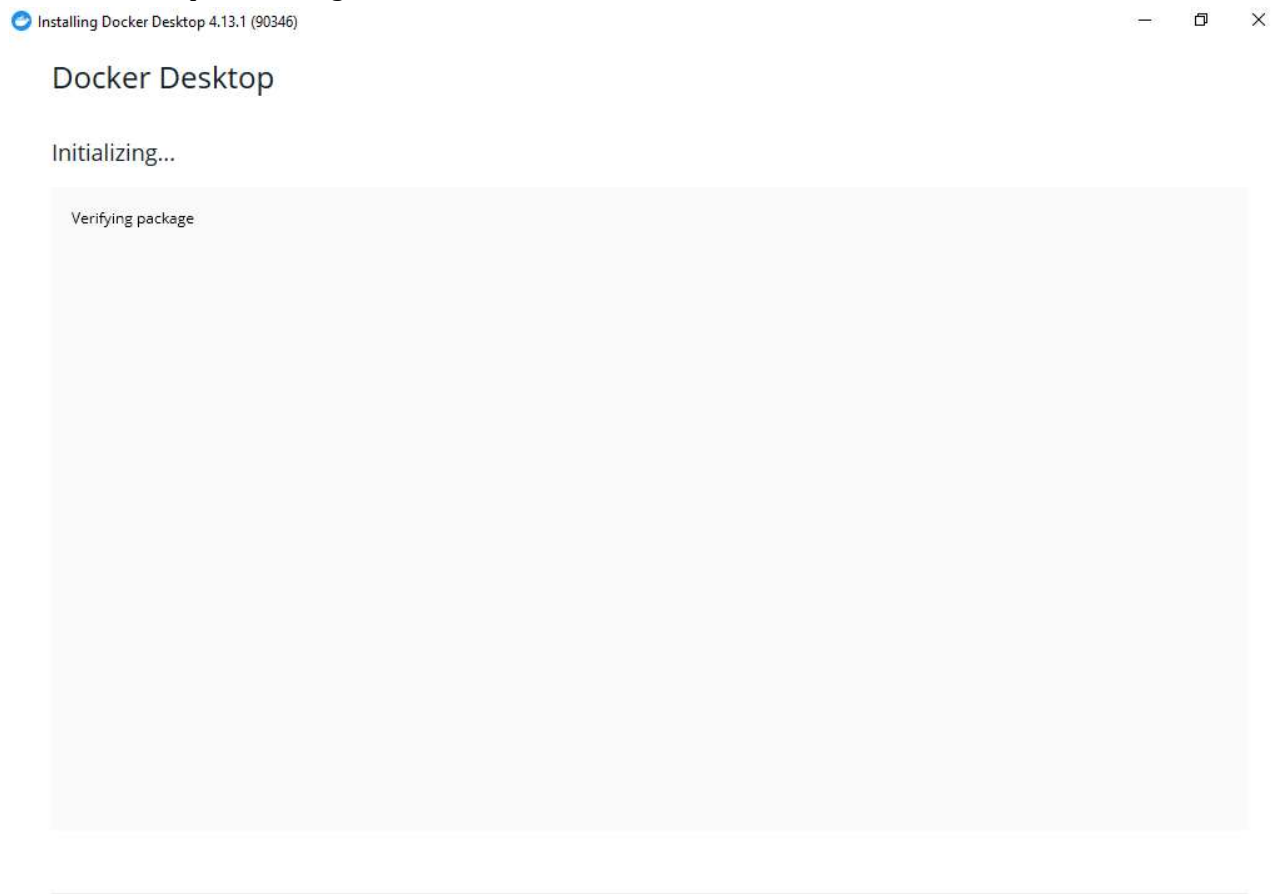 Installing Docker Desktop 4.13.1 (90346)
Docker Desktop
Initializing...
Verifying package